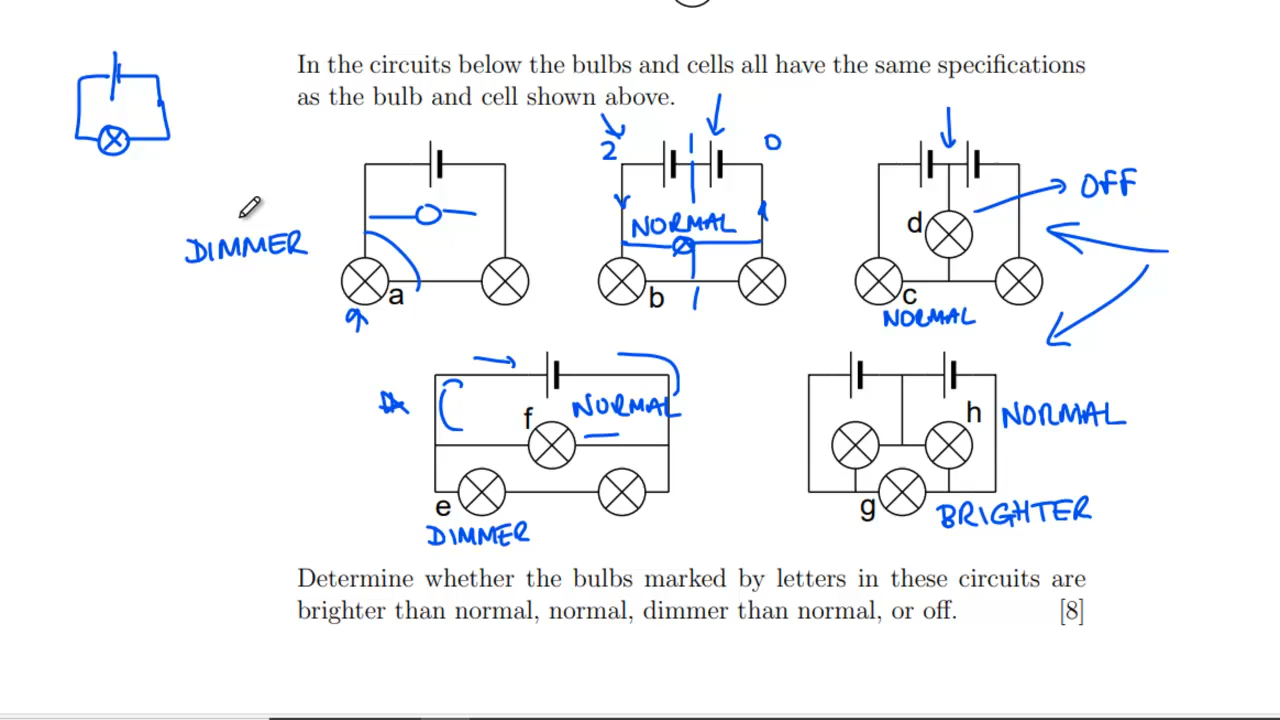 In the circuits below the bulbs and cells all have the same specifications
as the bulb and cell shown above.
2 1 0
OFF
d
NORMAL
DIMMER
a b c
1
NORMAL
f NORMAL h NORMAL
e g BRIGHTER
DIMMER
Determine whether the bulbs marked by letters in these circuits are
brighter than normal, normal, dimmer than normal, or off. [8]